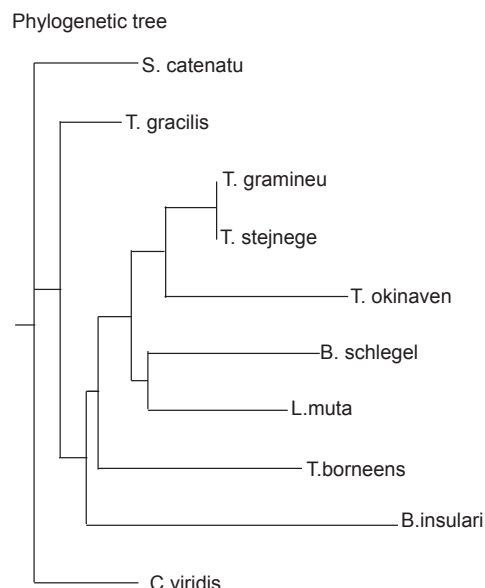 Phylogenetic tree
S. catenatu
T. gracilis
T. gramineu
T. stejnege
T. okinaven
B. schlegel
L.muta
T.borneens
B.insulari
C.viridis